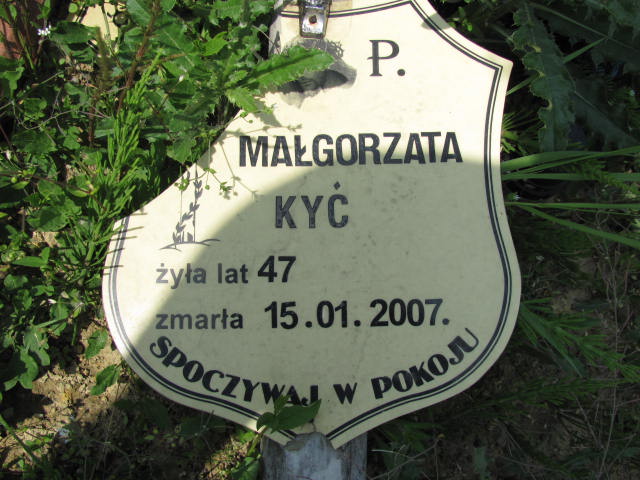 P.
MAŁGORZATA
KYĆ
żyła lat 47
zmarła 15.01.2007.
SPOCZYWAJ W POKOJU